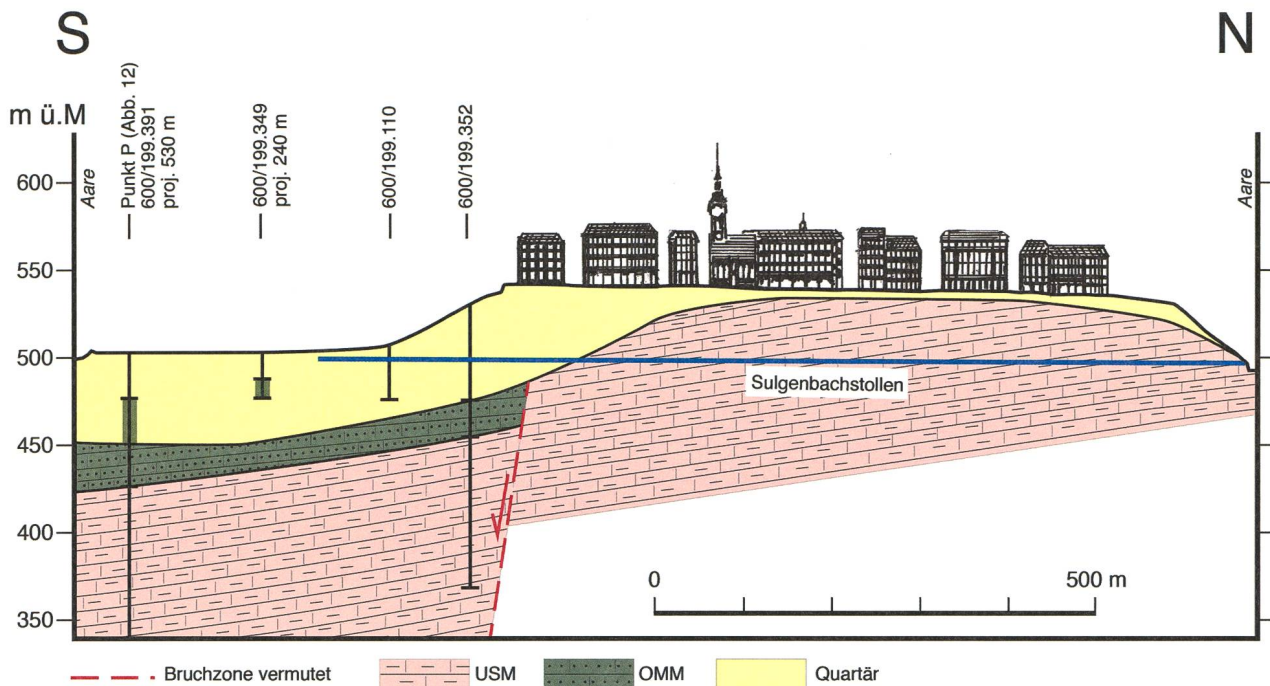 S
N
m ü.M
Aare
Punkt P (Abb. 12)
600/199.391
proj. 530 m
600/199.349
proj. 240 m
600/199.110
600/199.352
Aare
600
550
500
450
400
350
Sulgenbachstollen
0
500 m
Bruchzone vermutet
USM
OMM
Quartär